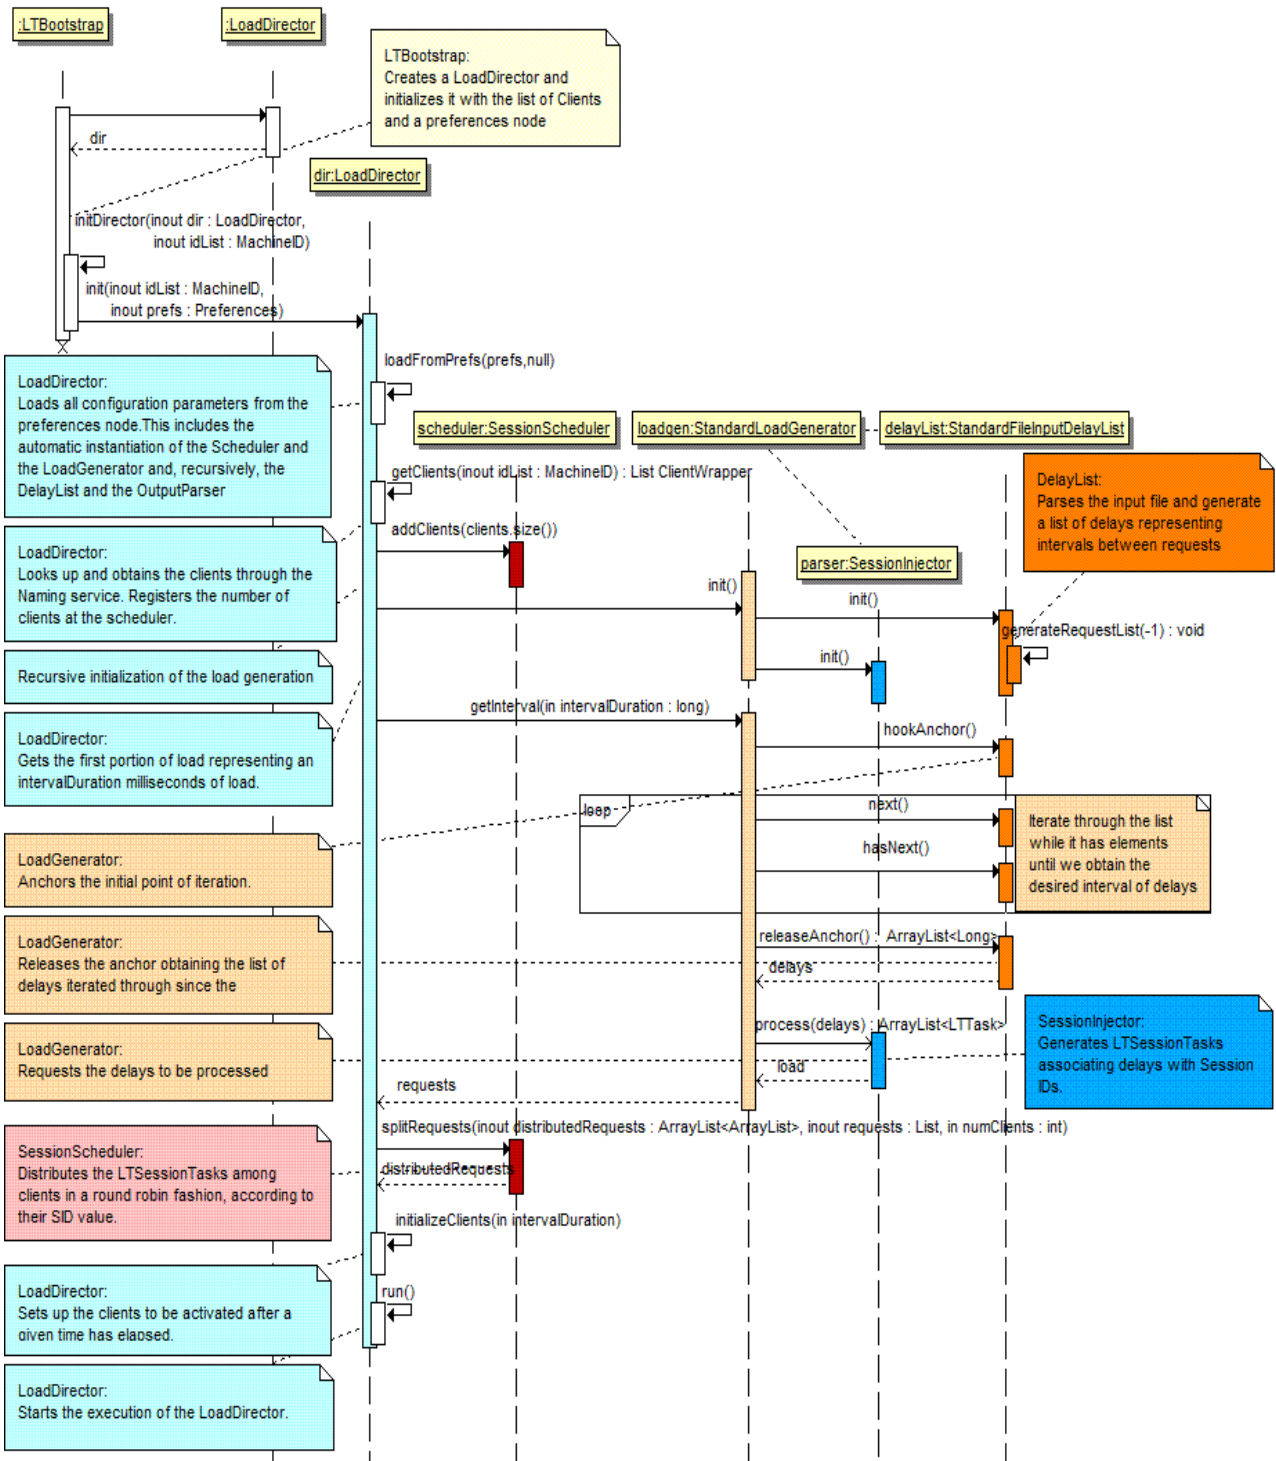 :LTBootstrap
:LoadDirector
LTBootstrap:
Creates a LoadDirector and
initializes it with the list of Clients
and a preferences node
dir
dir:LoadDirector
initDirector(inout dir : LoadDirector,
inout idList : MachineID)
init(inout idList : MachineID,
inout prefs : Preferences)
LoadDirector:
Loads all configuration parameters from the
preferences node.This includes the
automatic instantiation of the Scheduler and
the LoadGenerator and, recursively, the
DelayList and the OutputParser
loadFromPrefs(prefs,null)
scheduler:SessionScheduler
loadgen:StandardLoadGenerator
delayList:StandardFileInputDelayList
getClients(inout idList : MachineID) : List ClientWrapper
DelayList:
Parses the input file and generate
a list of delays representing
intervals between requests
addClients(clients.size())
LoadDirector:
Looks up and obtains the clients through the
Naming service. Registers the number of
clients at the scheduler.
parser:SessionInjector
init()
init()
generateRequestList(-1) : void
init()
Recursive initialization of the load generation
getInterval(in intervalDuration : long)
LoadDirector:
Gets the first portion of load representing an
intervalDuration milliseconds of load.
hookAnchor()
loop
next()
hasNext()
Iterate through the list
while it has elements
until we obtain the
desired interval of delays
LoadGenerator:
Anchors the initial point of iteration.
releaseAnchor() : ArrayList<Long>
delays
LoadGenerator:
Releases the anchor obtaining the list of
delays iterated through since the
process(delays) : ArrayList<LTTask>
load
SessionInjector:
Generates LTSessionTasks
associating delays with Session
IDs.
LoadGenerator:
Requests the delays to be processed
requests
splitRequests(inout distributedRequests : ArrayList<ArrayList>, inout requests : List, in numClients : int)
distributedRequests
SessionScheduler:
Distributes the LTSessionTasks among
clients in a round robin fashion, according to
their SID value.
initializeClients(in intervalDuration)
LoadDirector:
Sets up the clients to be activated after a
given time has elapsed.
run()
LoadDirector:
Starts the execution of the LoadDirector.